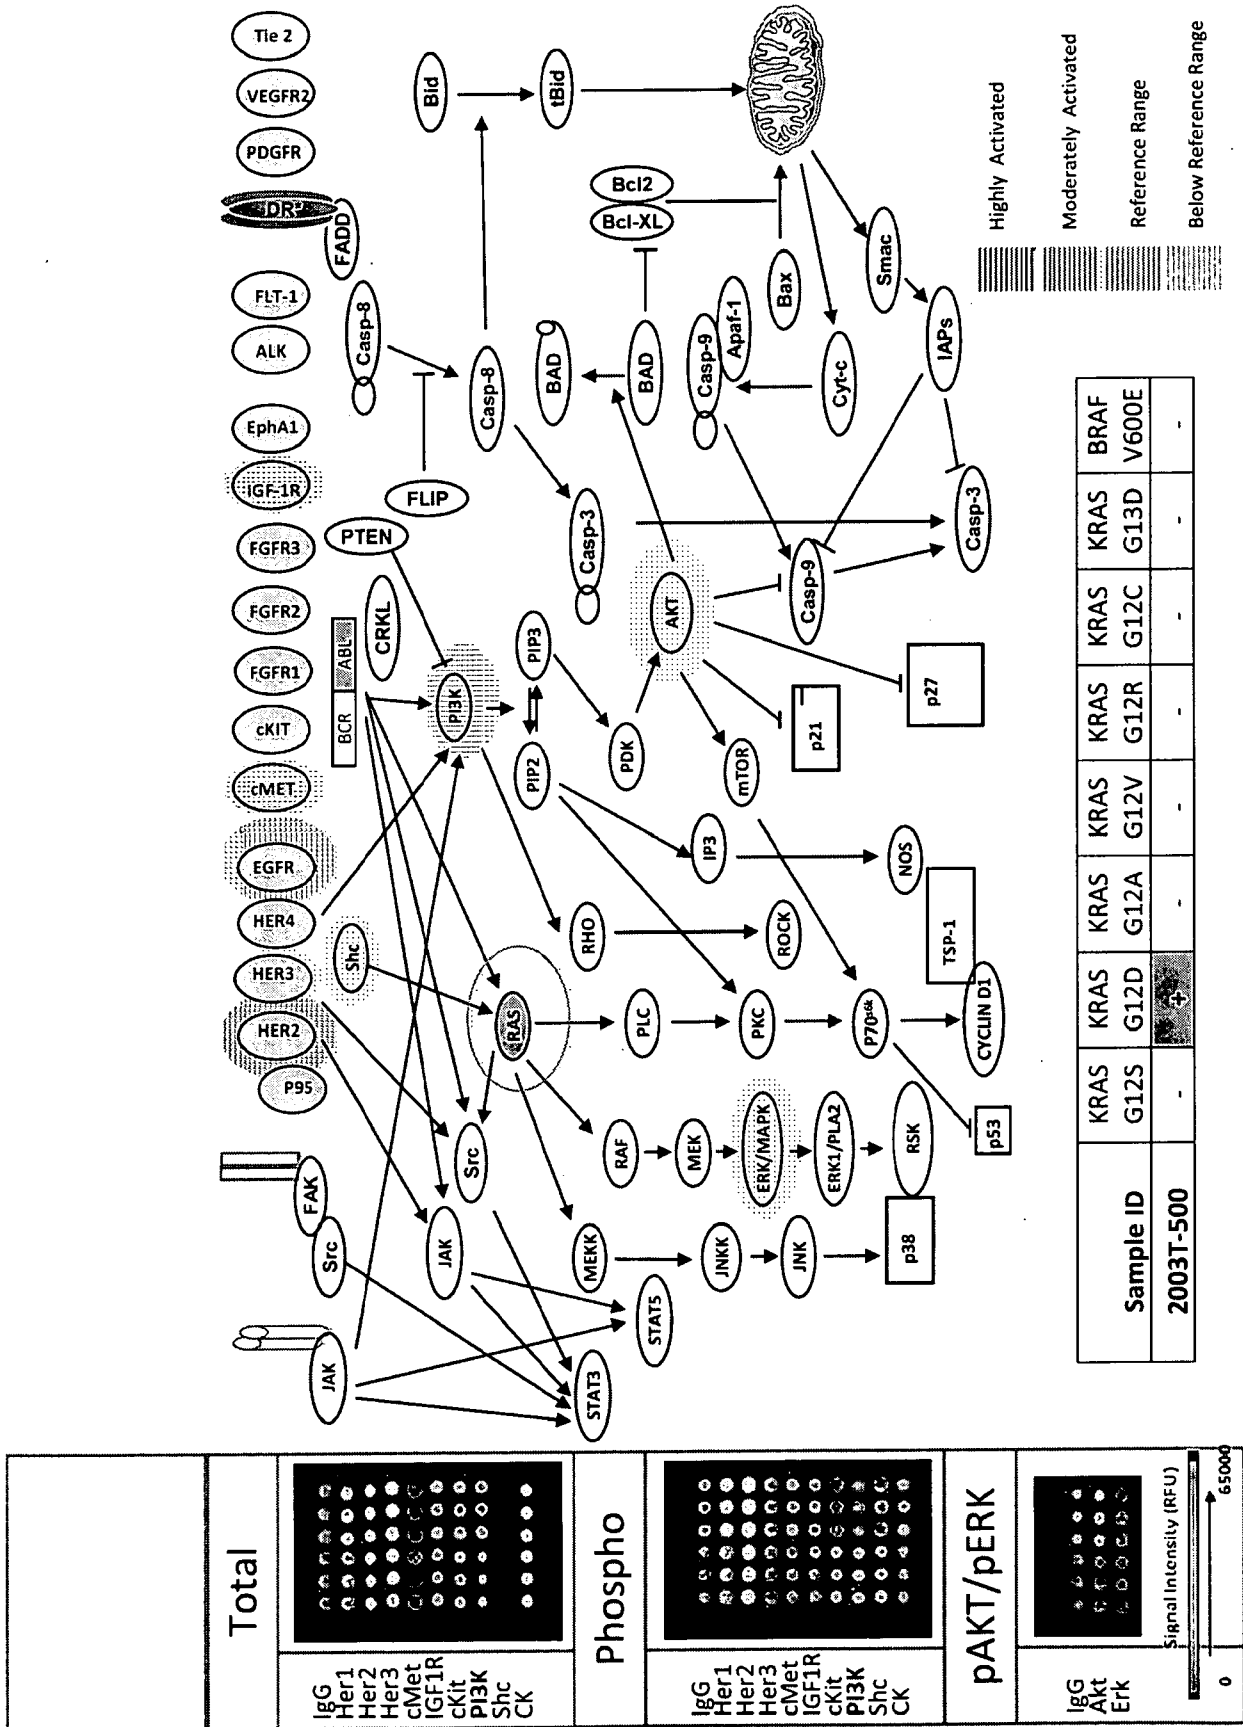 Total
IgG
Her1
Her2
Her3
cMet
IGF1R
cKit
PI3K
Shc
CK
Phospho
IgG
Her1
Her2
Her3
cMet
IGF1R
cKit
PI3K
Shc
CK
pAKT/pERK
IgG
Akt
Erk
Signal Intensity (RFU)
0
65000
P95
HER2
HER3
HER4
EGFR
cMET
cKIT
FGFR1
FGFR2
FGFR3
IGF-1R
EphA1
ALK
FLT-1
DR*
PDGFR
VEGFR2
Tie 2
JAK
Src
FAK
Shc
BCR
ABL
CRKL
PTEN
FLIP
Casp-8
FADD
JAK
Src
RAS
PI3K
Casp-8
Bid
PIP2
PIP3
BAD
tBid
STAT3
MEKK
RHO
Casp-3
STAT5
RAF
PLC
PDK
BAD
Bcl-XL
Bcl2
AKT
JNKK
MEK
IP3
Casp-9
Apaf-1
mTOR
JNK
ERK/MAPK
PKC
ROCK
Bax
p21
Casp-9
Cyt-c
ERK1/PLA2
P70s6k
NOS
Smac
p38
RSK
p27
TSP-1
IAPs
p53
CYCLIN D1
Casp-3
Highly Activated
Moderately Activated
Reference Range
Below Reference Range
Sample ID KRAS G12S KRAS G12D KRAS G12A KRAS G12V KRAS G12R KRAS G12C KRAS G13D BRAF V600E
2003T-500 - + - - - - - -